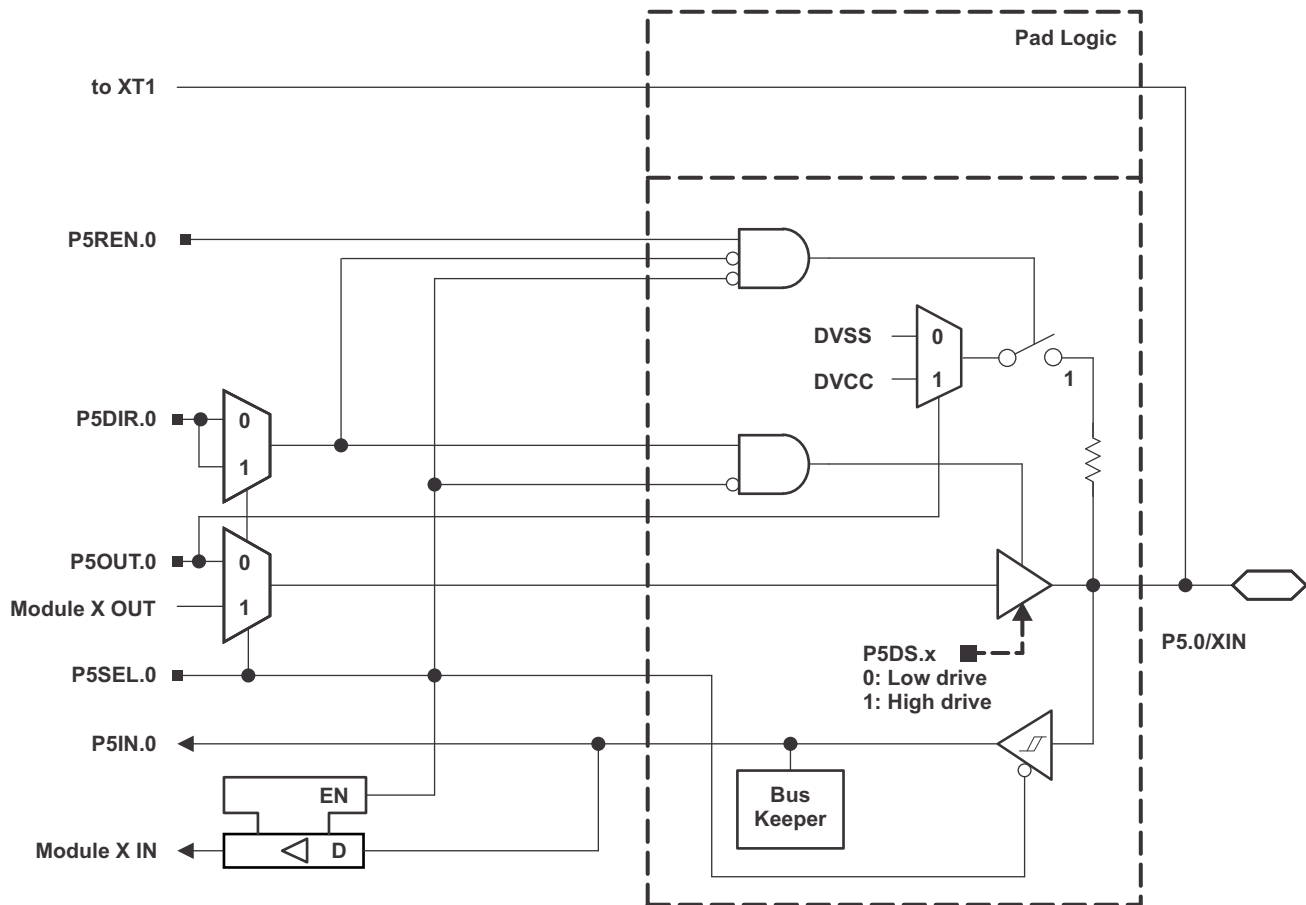 Pad Logic
to XT1
P5REN.0
DVSS
0
DVCC
1
1
P5DIR.0
0
1
P5OUT.0
0
Module X OUT
1
P5.0/XIN
P5DS.x
0: Low drive
1: High drive
P5SEL.0
P5IN.0
Bus
Keeper
EN
Module X IN
D